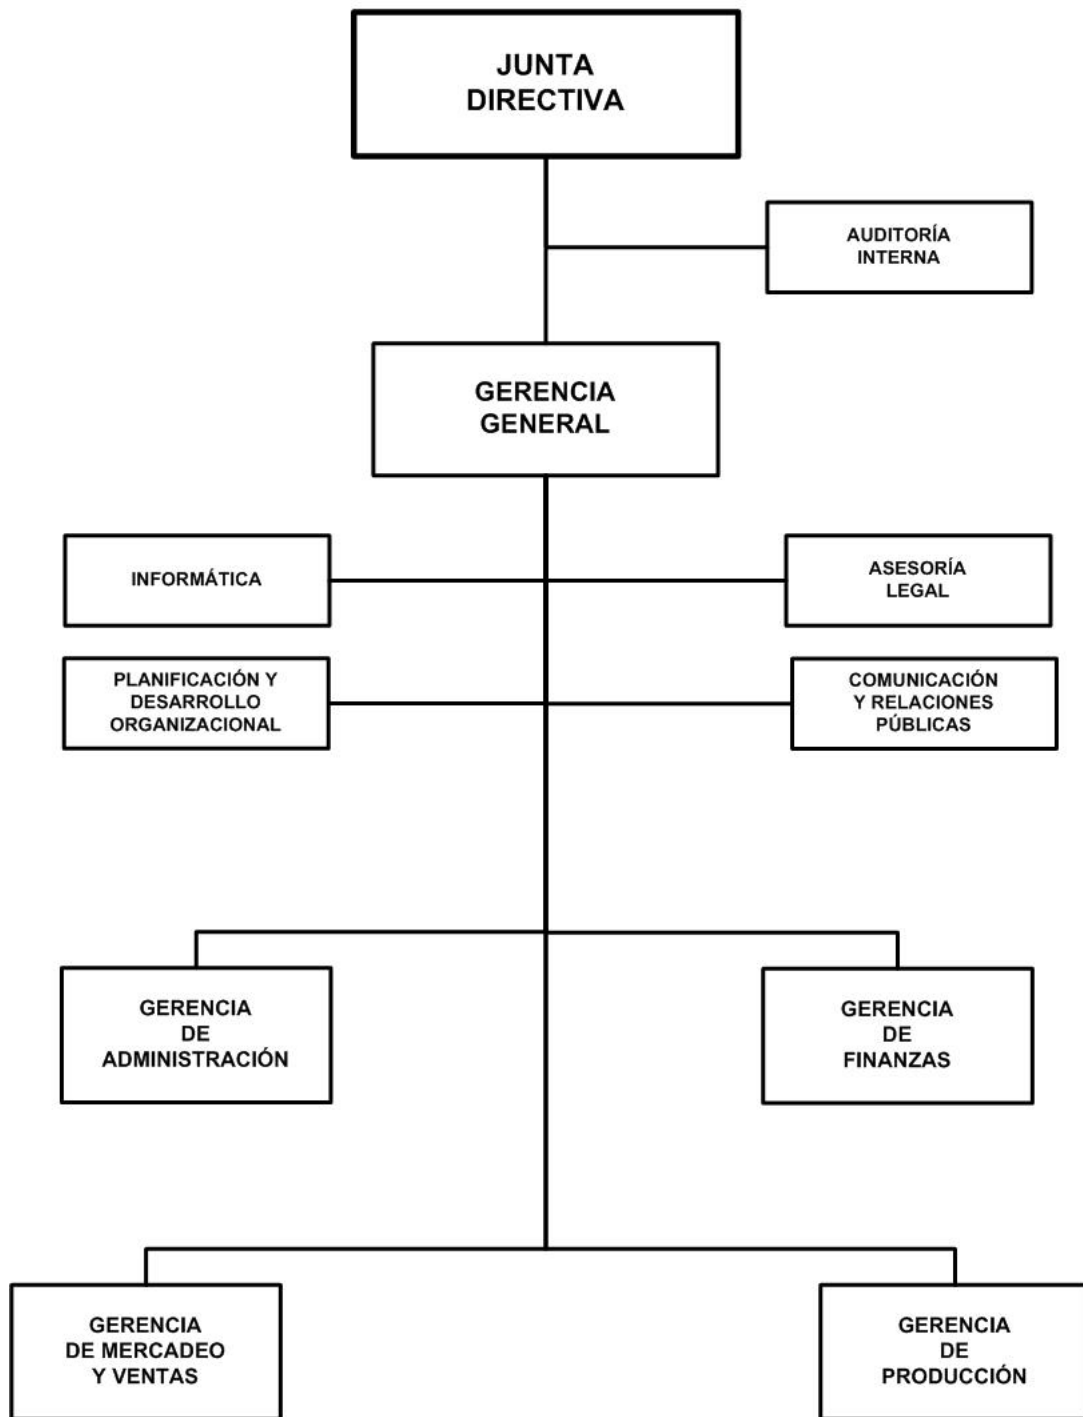 JUNTA
DIRECTIVA
AUDITORÍA
INTERNA
GERENCIA
GENERAL
INFORMÁTICA
ASESORÍA
LEGAL
PLANIFICACIÓN Y
DESARROLLO
ORGANIZACIONAL
COMUNICACIÓN
Y RELACIONES
PÚBLICAS
GERENCIA
DE
ADMINISTRACIÓN
GERENCIA
DE
FINANZAS
GERENCIA
DE MERCADEO
Y VENTAS
GERENCIA
DE
PRODUCCIÓN